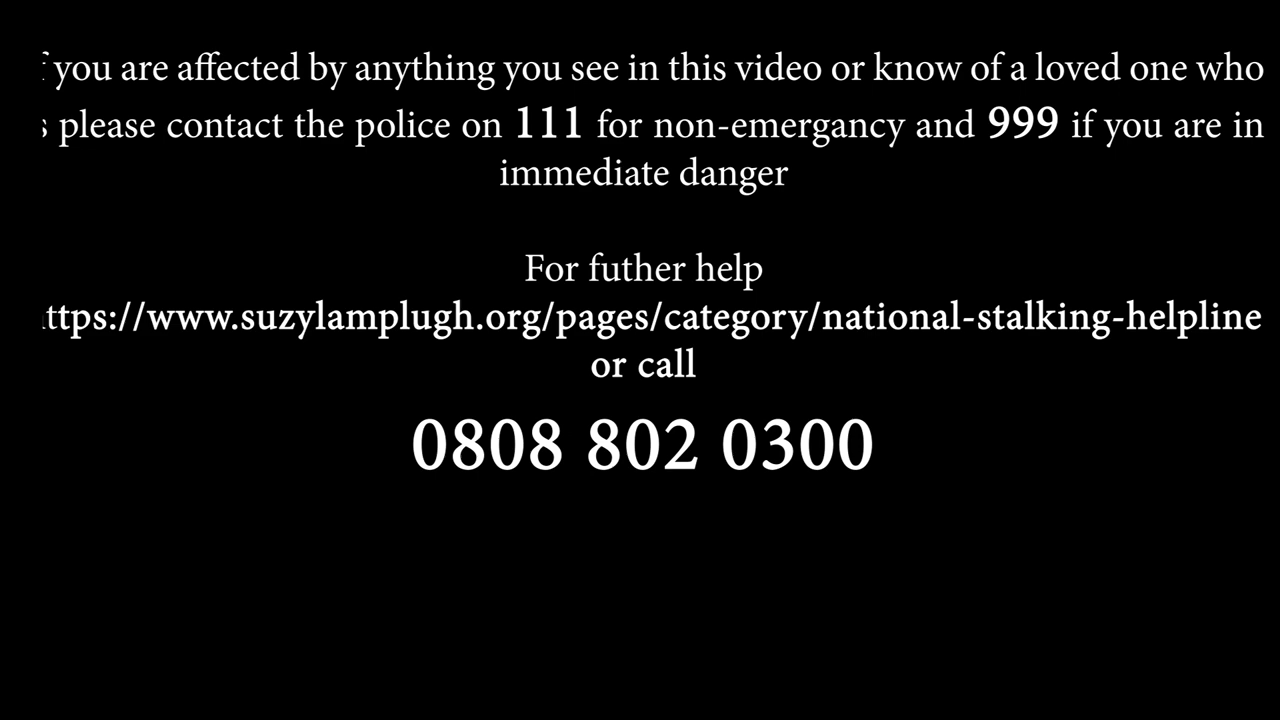 f you are affected by anything you see in this video or know of a loved one who
s please contact the police on 111 for non-emergancy and 999 if you are in
immediate danger
For futher help
ttps://www.suzylamplugh.org/pages/category/national-stalking-helpline
or call
0808 802 0300